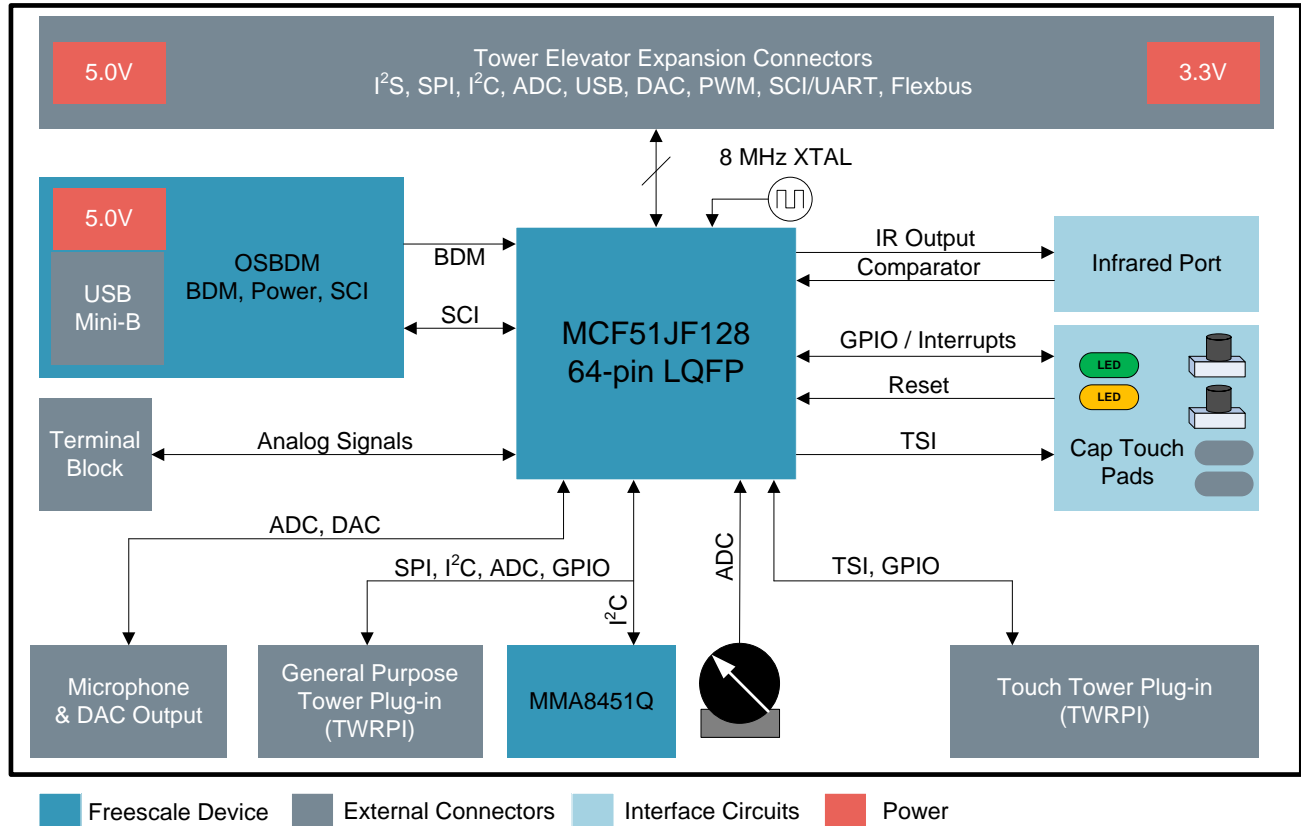 5.0V
Tower Elevator Expansion Connectors
I²S, SPI, I²C, ADC, USB, DAC, PWM, SCI/UART, Flexbus
3.3V
8 MHz XTAL
5.0V
USB
Mini-B
OSBDM
BDM, Power, SCI
BDM
SCI
MCF51JF128
64-pin LQFP
IR Output
Comparator
Infrared Port
GPIO / Interrupts
Reset
TSI
LED
LED
Cap Touch
Pads
Terminal
Block
Analog Signals
ADC, DAC
SPI, I²C, ADC, GPIO
I²C
ADC
TSI, GPIO
Microphone
& DAC Output
General Purpose
Tower Plug-in
(TWRPI)
MMA8451Q
Touch Tower Plug-in
(TWRPI)
Freescale Device
External Connectors
Interface Circuits
Power